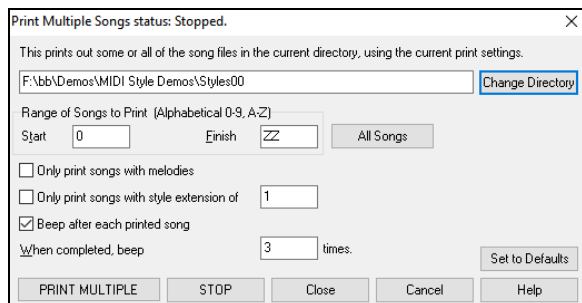 Print Multiple Songs status: Stopped.
This prints out some or all of the song files in the current directory, using the current print settings.
F:\bb\Demos\MIDI Style Demos\Styles00 Change Directory
Range of Songs to Print (Alphabetical 0-9, A-Z)
Start 0 Finish ZZ All Songs
Only print songs with melodies
Only print songs with style extension of 1
Beep after each printed song
When completed, beep 3 times.
Set to Defaults
PRINT MULTIPLE STOP Close Cancel Help